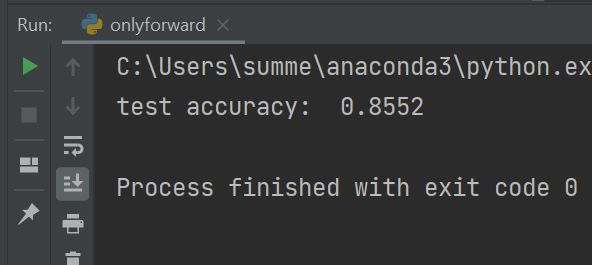 Run: onlyforward
C:\Users\summe\anaconda3\python.ex
test accuracy:  0.8552
Process finished with exit code 0